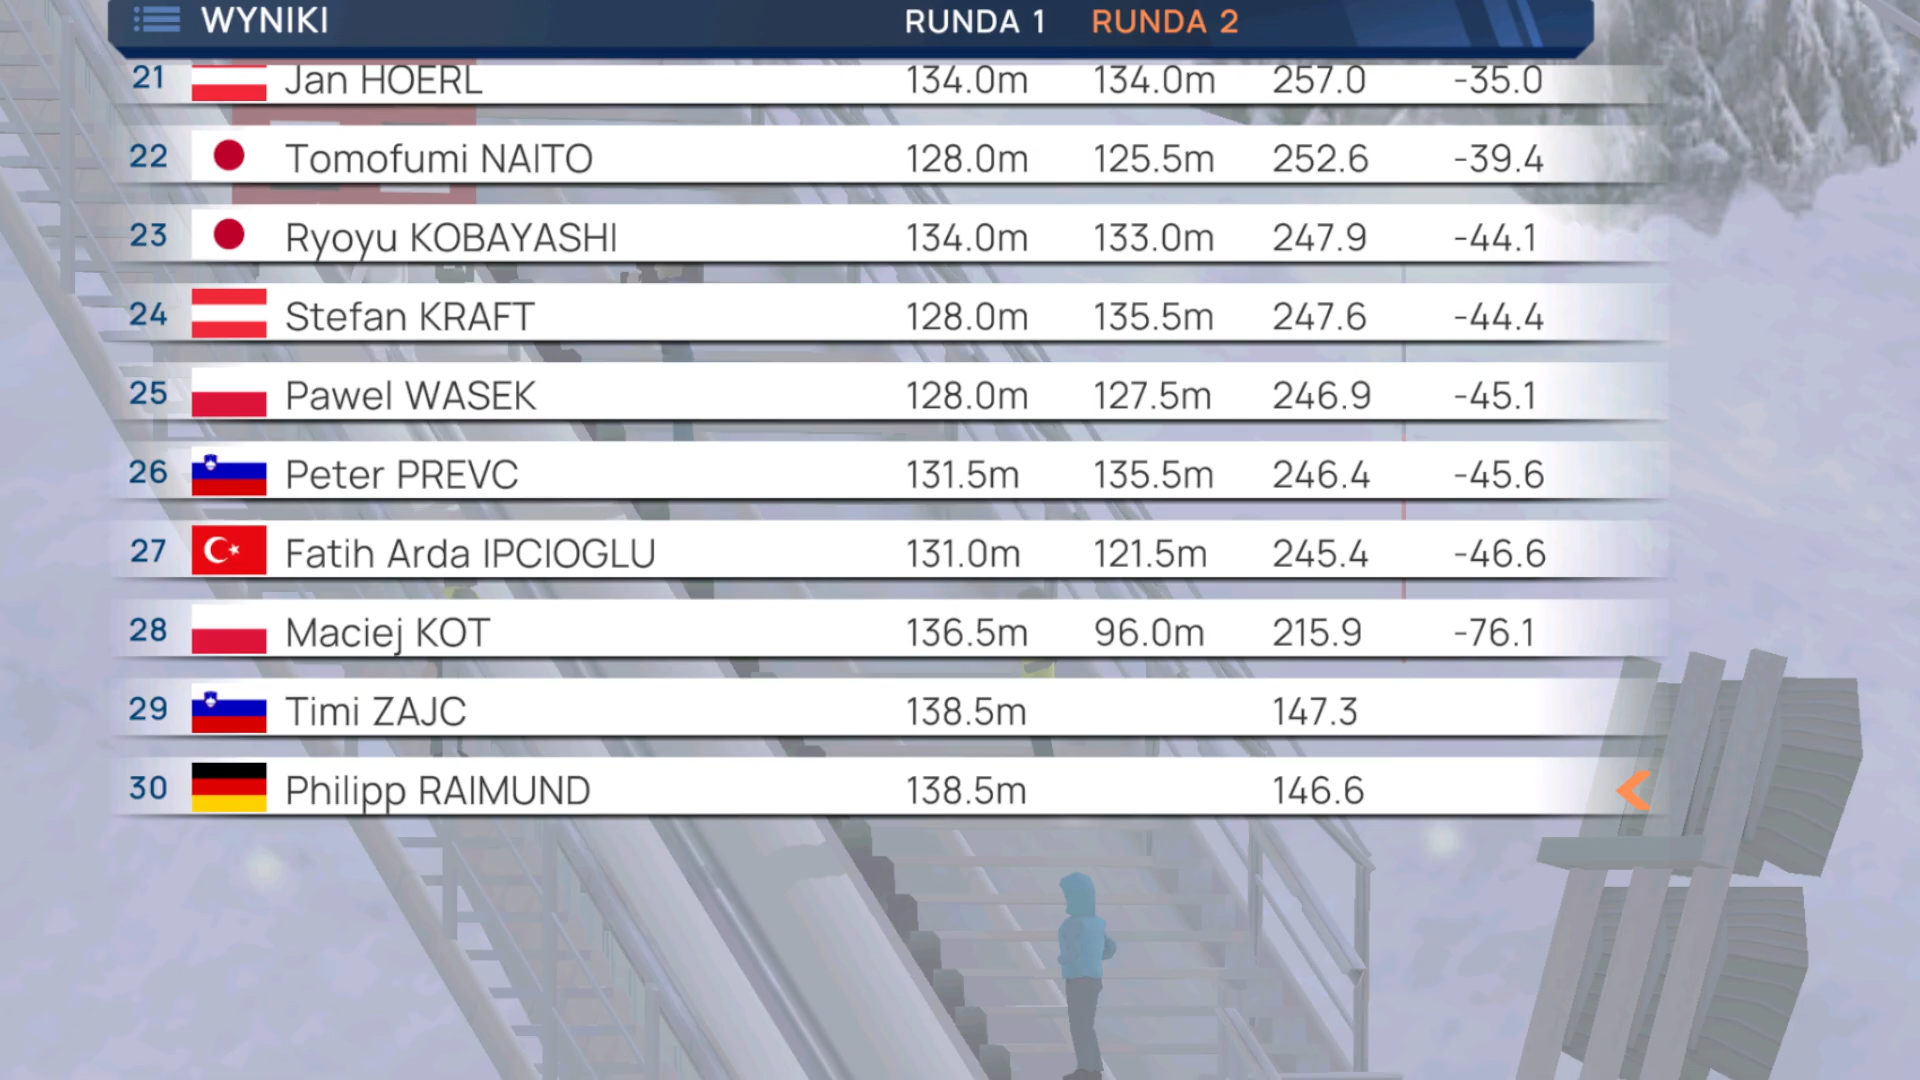 WYNIKI RUNDA 1 RUNDA 2
21 Jan HOERL 134.0m 134.0m 257.0 -35.0
22 Tomofumi NAITO 128.0m 125.5m 252.6 -39.4
23 Ryoyu KOBAYASHI 134.0m 133.0m 247.9 -44.1
24 Stefan KRAFT 128.0m 135.5m 247.6 -44.4
25 Pawel WASEK 128.0m 127.5m 246.9 -45.1
26 Peter PREVC 131.5m 135.5m 246.4 -45.6
27 Fatih Arda IPCIOGLU 131.0m 121.5m 245.4 -46.6
28 Maciej KOT 136.5m 96.0m 215.9 -76.1
29 Timi ZAJC 138.5m 147.3
30 Philipp RAIMUND 138.5m 146.6